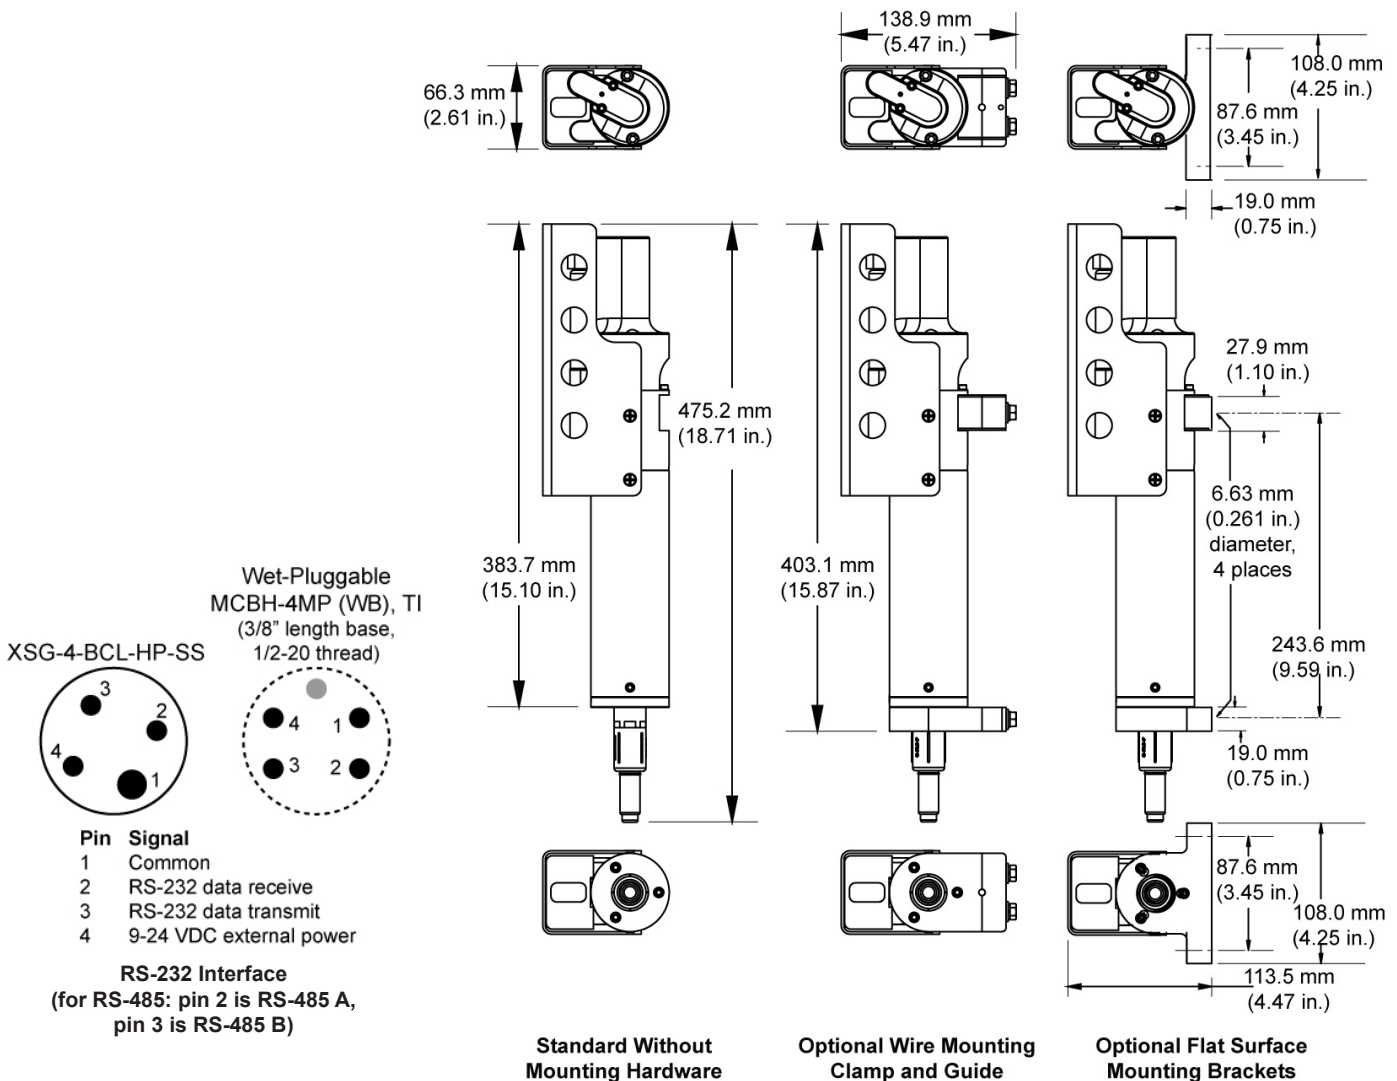 138.9 mm
(5.47 in.)
66.3 mm
(2.61 in.)
108.0 mm
(4.25 in.)
87.6 mm
(3.45 in.)
19.0 mm
(0.75 in.)
27.9 mm
(1.10 in.)
475.2 mm
(18.71 in.)
6.63 mm
(0.261 in.)
diameter,
4 places
383.7 mm
(15.10 in.)
403.1 mm
(15.87 in.)
243.6 mm
(9.59 in.)
19.0 mm
(0.75 in.)
Wet-Pluggable
MCBH-4MP (WB), TI
(3/8” length base,
1/2-20 thread)
XSG-4-BCL-HP-SS
3
2
4
1
4
1
3
2
Pin Signal
1 Common
2 RS-232 data receive
3 RS-232 data transmit
4 9-24 VDC external power
RS-232 Interface
(for RS-485: pin 2 is RS-485 A,
pin 3 is RS-485 B)
87.6 mm
(3.45 in.)
108.0 mm
(4.25 in.)
113.5 mm
(4.47 in.)
Standard Without
Mounting Hardware
Optional Wire Mounting
Clamp and Guide
Optional Flat Surface
Mounting Brackets